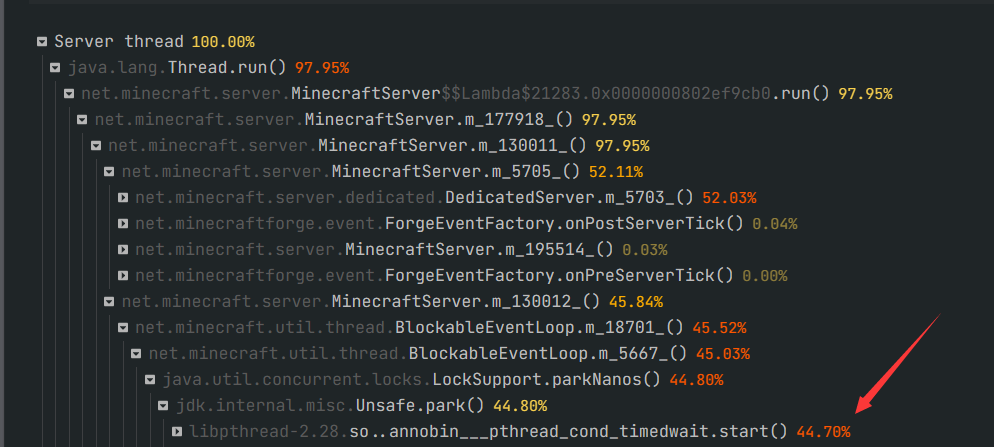 Server thread 100.00%
java.lang.Thread.run() 97.95%
net.minecraft.server.MinecraftServer$$Lambda$21283.0x0000000802ef9cb0.run() 97.95%
net.minecraft.server.MinecraftServer.m_177918_() 97.95%
net.minecraft.server.MinecraftServer.m_130011_() 97.95%
net.minecraft.server.MinecraftServer.m_5705_() 52.11%
net.minecraft.server.dedicated.DedicatedServer.m_5703_() 52.03%
net.minecraftforge.event.ForgeEventFactory.onPostServerTick() 0.04%
net.minecraft.server.MinecraftServer.m_195514_() 0.03%
net.minecraftforge.event.ForgeEventFactory.onPreServerTick() 0.00%
net.minecraft.server.MinecraftServer.m_130012_() 45.84%
net.minecraft.util.thread.BlockableEventLoop.m_18701_() 45.52%
net.minecraft.util.thread.BlockableEventLoop.m_5667_() 45.03%
java.util.concurrent.locks.LockSupport.parkNanos() 44.80%
jdk.internal.misc.Unsafe.park() 44.80%
libpthread-2.28.so..annobin___pthread_cond_timedwait.start() 44.70%